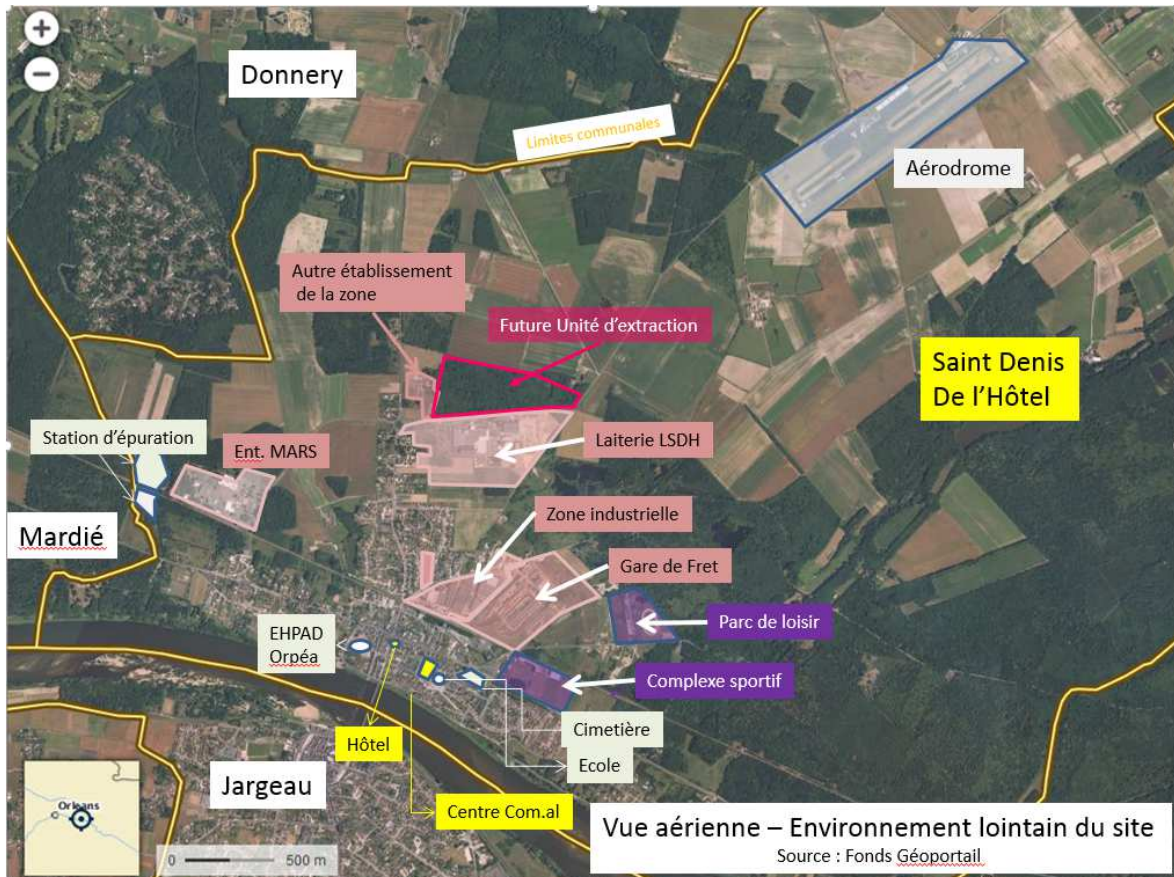 +
−
Donnery
Limites communales
Aérodrome
Autre établissement
de la zone
Future Unité d'extraction
Saint Denis
De l'Hôtel
Station d'épuration
Ent. MARS
Laiterie LSDH
Mardié
Zone industrielle
Gare de Fret
EHPAD
Orpéa
Parc de loisir
Complexe sportif
Cimetière
Hôtel
Ecole
Jargeau
Centre Com.al
Orléans
0 500 m
Vue aérienne – Environnement lointain du site
Source : Fonds Géoportail